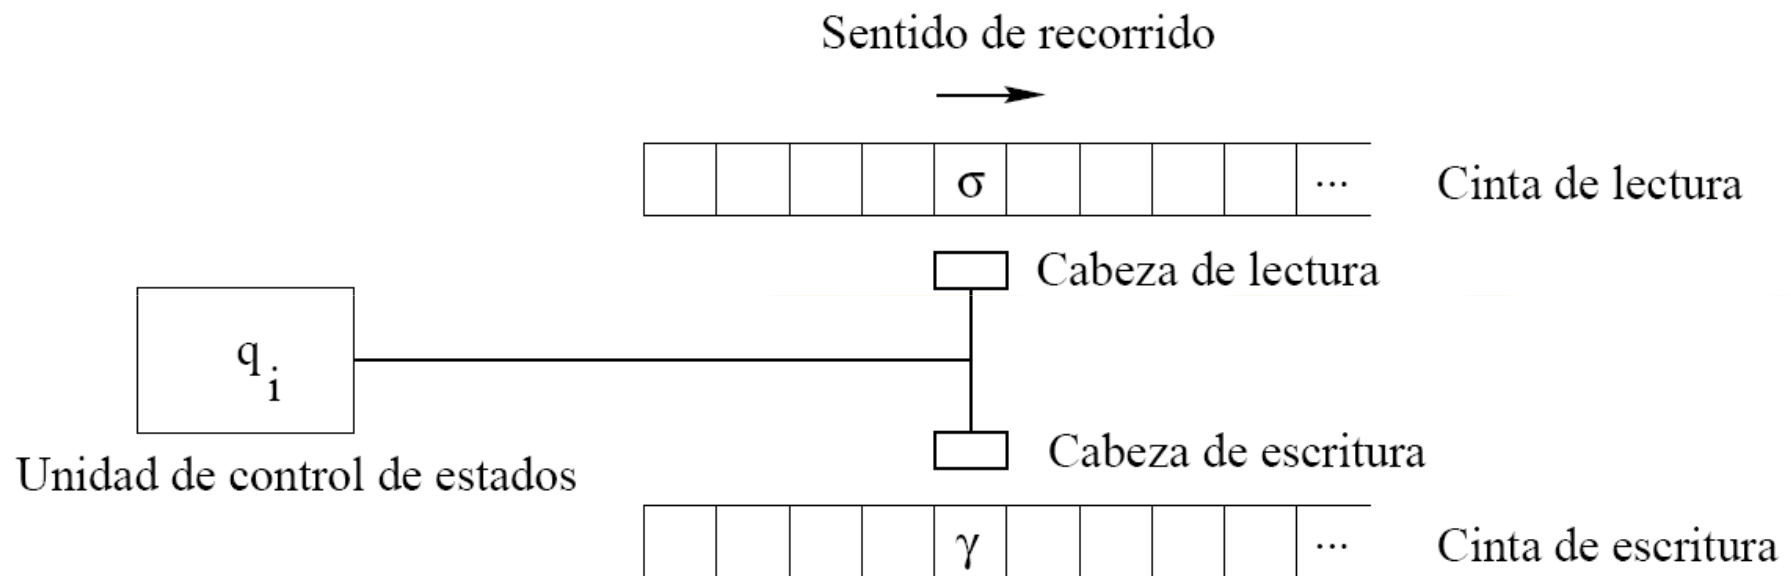 Sentido de recorrido
σ
...
Cinta de lectura
Cabeza de lectura
q i
Unidad de control de estados
Cabeza de escritura
γ
...
Cinta de escritura